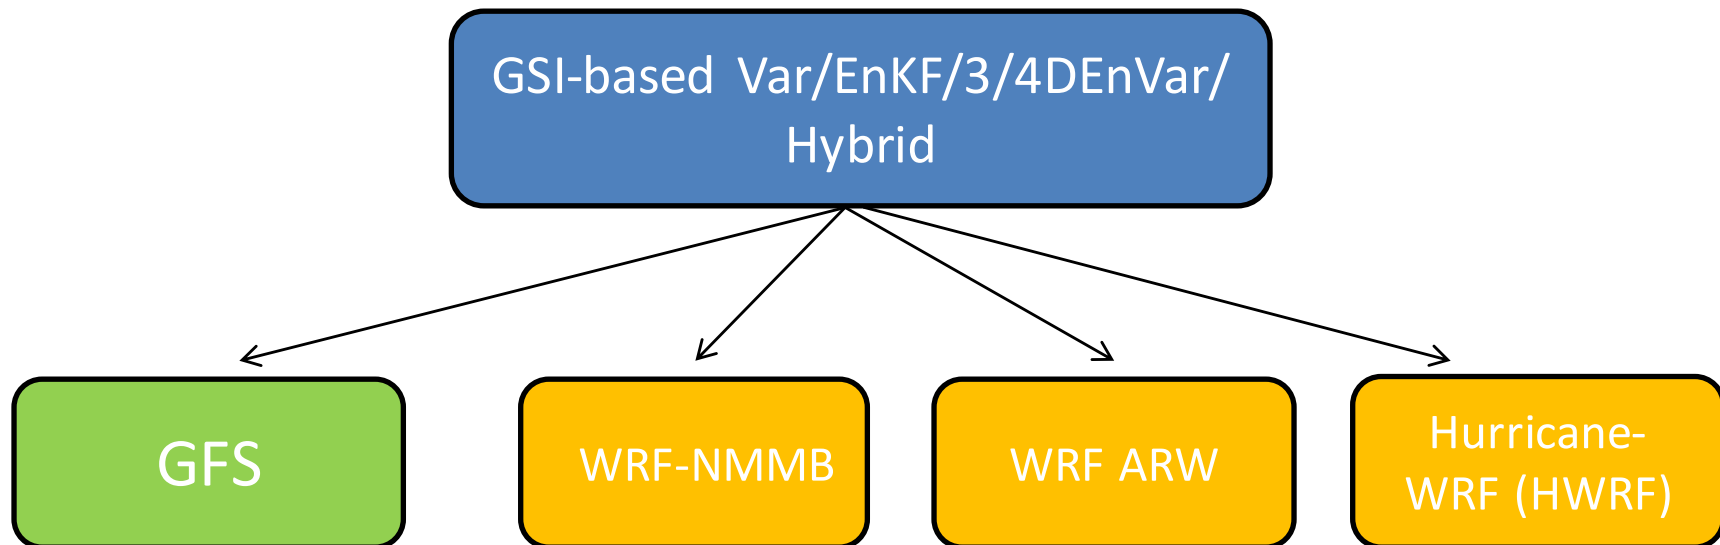 GSI-based Var/EnKF/3/4DEnVar/
Hybrid
GFS
WRF-NMMB
WRF ARW
Hurricane-
WRF (HWRF)